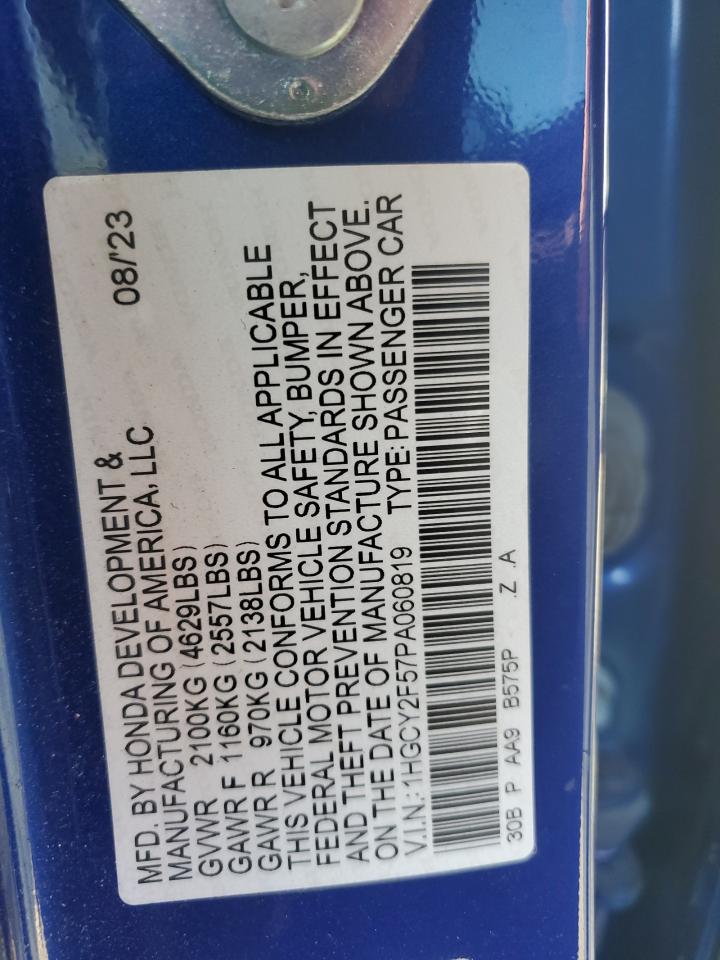 MFD. BY HONDA DEVELOPMENT & 08/'23
MANUFACTURING OF AMERICA, LLC
GVWR 2100KG (4629LBS)
GAWR F 1160KG (2557LBS)
GAWR R 970KG (2138LBS)
THIS VEHICLE CONFORMS TO ALL APPLICABLE
FEDERAL MOTOR VEHICLE SAFETY, BUMPER,
AND THEFT PREVENTION STANDARDS IN EFFECT
ON THE DATE OF MANUFACTURE SHOWN ABOVE.
V.I.N.: 1HGCY2F57PA060819 TYPE: PASSENGER CAR
30B P AA9 B575P .Z .A